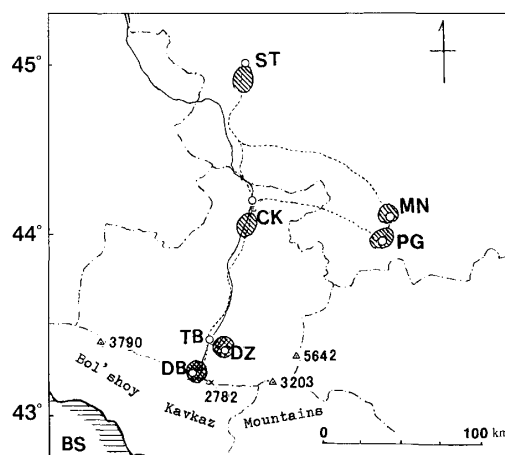 45°
ST
MN
44°
CK
PG
TB
DZ
3790
5642
DB
3203
Bol'shoy
2782
Kavkaz
Mountains
43°
BS
0 km 100